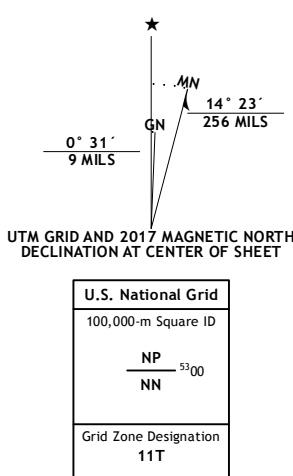 ★
MN
GN
14° 23´
256 MILS
0° 31´
9 MILS
UTM GRID AND 2017 MAGNETIC NORTH
DECLINATION AT CENTER OF SHEET
U.S. National Grid
100,000-m Square ID
NP
5300
NN
Grid Zone Designation
11T